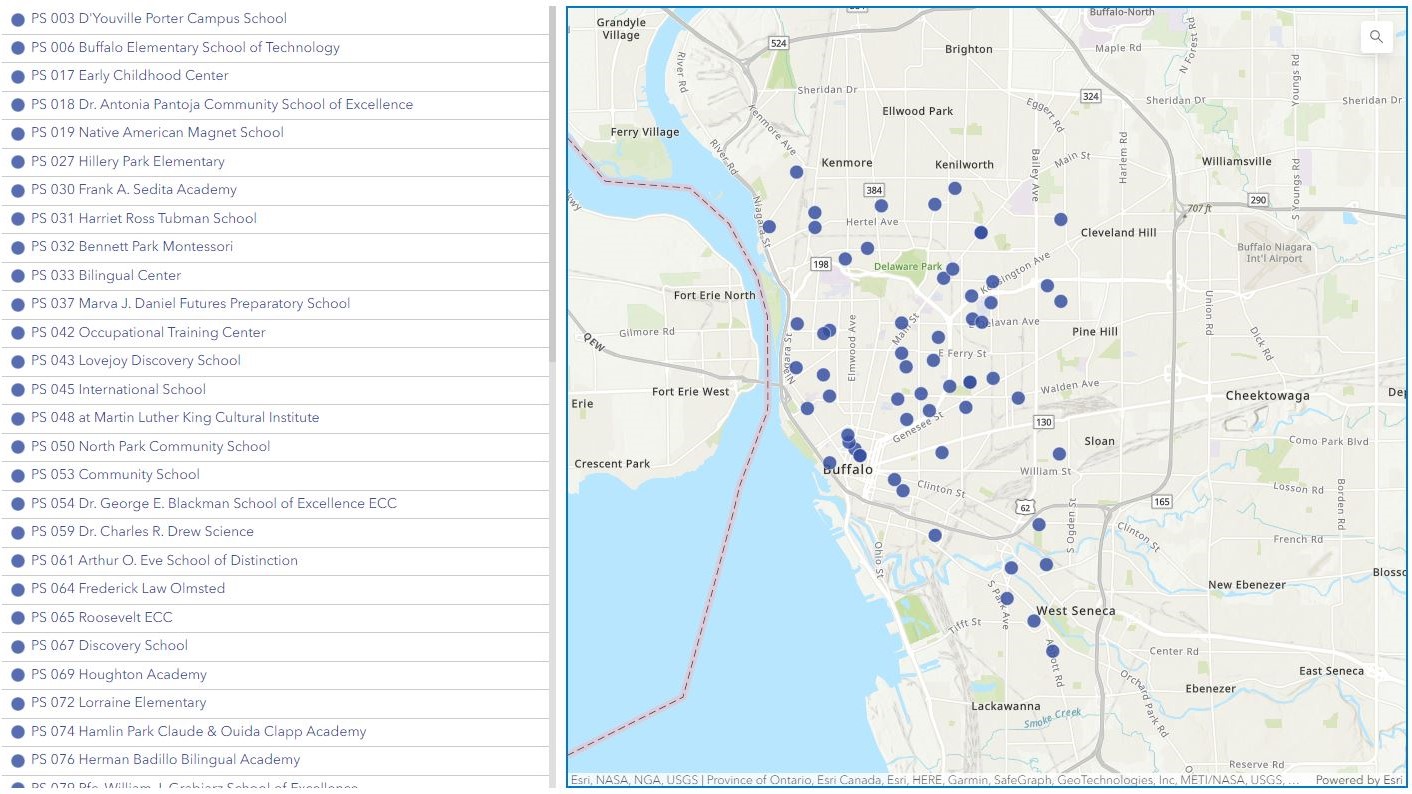 PS 003 D'Youville Porter Campus School
PS 006 Buffalo Elementary School of Technology
PS 017 Early Childhood Center
PS 018 Dr. Antonia Pantoja Community School of Excellence
PS 019 Native American Magnet School
PS 027 Hillery Park Elementary
PS 030 Frank A. Sedita Academy
PS 031 Harriet Ross Tubman School
PS 032 Bennett Park Montessori
PS 033 Bilingual Center
PS 037 Marva J. Daniel Futures Preparatory School
PS 042 Occupational Training Center
PS 043 Lovejoy Discovery School
PS 045 International School
PS 048 at Martin Luther King Cultural Institute
PS 050 North Park Community School
PS 053 Community School
PS 054 Dr. George E. Blackman School of Excellence ECC
PS 059 Dr. Charles R. Drew Science
PS 061 Arthur O. Eve School of Distinction
PS 064 Frederick Law Olmsted
PS 065 Roosevelt ECC
PS 067 Discovery School
PS 069 Houghton Academy
PS 072 Lorraine Elementary
PS 074 Hamlin Park Claude & Ouida Clapp Academy
PS 076 Herman Badillo Bilingual Academy
PS 079 Pfc. William J. Grabiarz School of Excellence
Buffalo-North
Grandyle
Village
524
Brighton
Maple Rd
N Forest Rd
River Rd
Youngs Rd
Sheridan Dr
324
Sheridan Dr
Sheridan Dr
Ellwood Park
Eggert Rd
Kenmore Ave
Ferry Village
River Rd
Kenmore
Kenilworth
Bailey Ave
Main St
Harlem Rd
Williamsville
S Youngs Rd
384
290
707 ft
Niagara St
Hertel Ave
Cleveland Hill
Buffalo Niagara
Int'l Airport
198
Delaware Park
Kensington Ave
Fort Erie North
Gilmore Rd
QEW
Niagara St
Elmwood Ave
Main St
E Delavan Ave
Pine Hill
Union Rd
Dick Rd
E Ferry St
Fort Erie West
Walden Ave
Erie
Cheektowaga
Dep
Genesee St
130
Sloan
Como Park Blvd
Crescent Park
Buffalo
William St
Clinton St
Losson Rd
Borden Rd
165
62
S Ogden St
Clinton St
French Rd
Ohio St
New Ebenezer
Blosso
S Park Ave
West Seneca
Tifft St
Abbott Rd
Center Rd
East Seneca
Orchard Park Rd
Ebenezer
Lackawanna
Smoke Creek
Reserve Rd
Esri, NASA, NGA, USGS | Province of Ontario, Esri Canada, Esri, HERE, Garmin, SafeGraph, GeoTechnologies, Inc, METI/NASA, USGS, ...
Powered by Esri